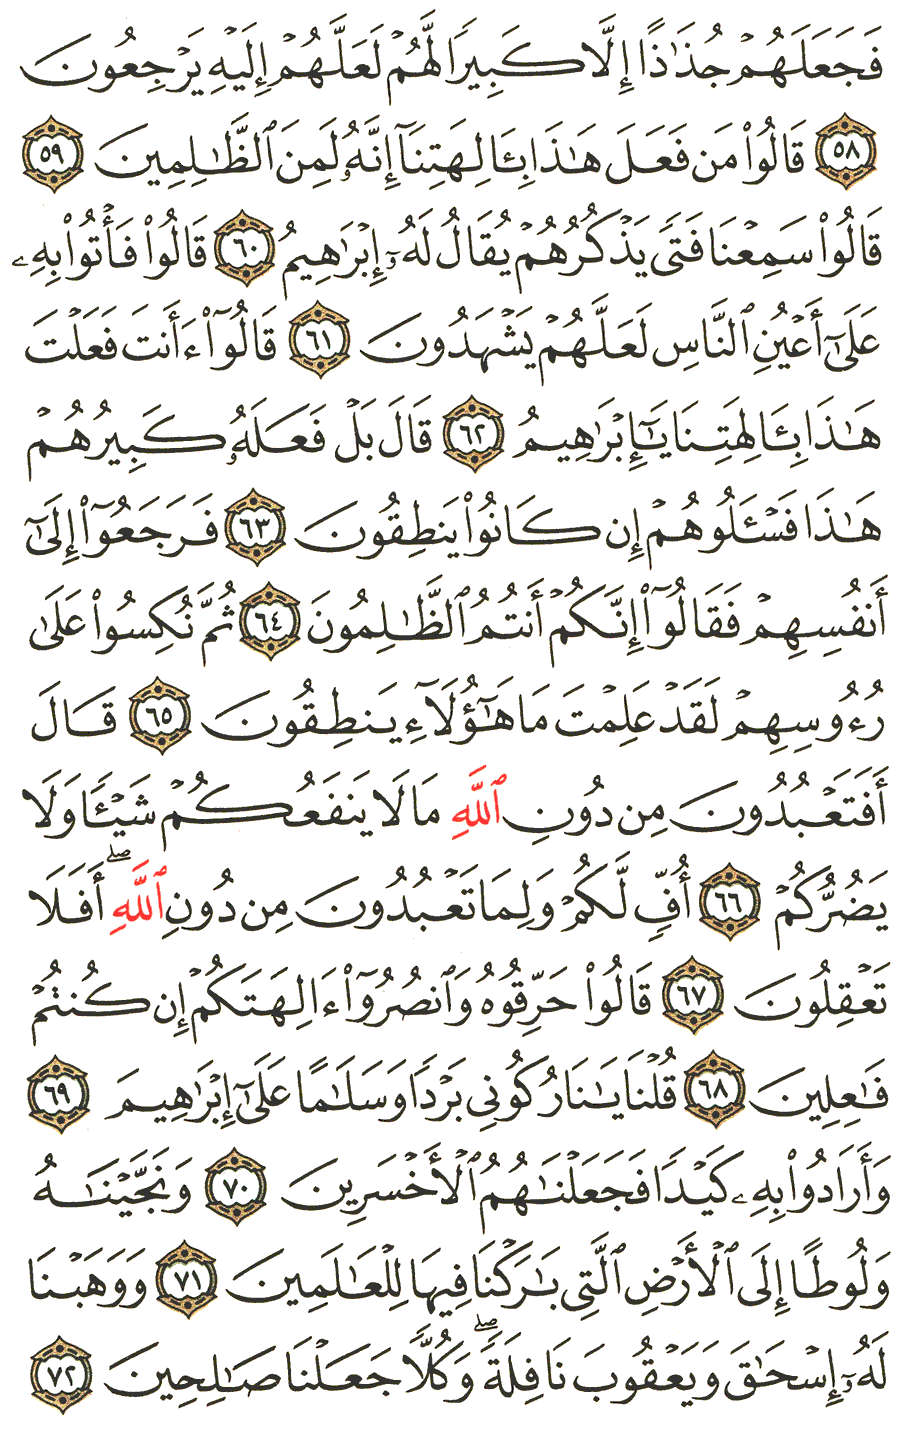 فَجَعَلَهُمْ جُذَٰذًا إِلَّا كَبِيرًا لَّهُمْ لَعَلَّهُمْ إِلَيْهِ يَرْجِعُونَ
٥٨ قَالُوا۟ مَن فَعَلَ هَٰذَا بِـَٔالِهَتِنَآ إِنَّهُۥ لَمِنَ ٱلظَّٰلِمِينَ ٥٩
قَالُوا۟ سَمِعْنَا فَتًى يَذْكُرُهُمْ يُقَالُ لَهُۥٓ إِبْرَٰهِيمُ ٦٠ قَالُوا۟ فَأْتُوا۟ بِهِۦ
عَلَىٰٓ أَعْيُنِ ٱلنَّاسِ لَعَلَّهُمْ يَشْهَدُونَ ٦١ قَالُوٓا۟ ءَأَنتَ فَعَلْتَ
هَٰذَا بِـَٔالِهَتِنَا يَٰٓإِبْرَٰهِيمُ ٦٢ قَالَ بَلْ فَعَلَهُۥ كَبِيرُهُمْ
هَٰذَا فَسْـَٔلُوهُمْ إِن كَانُوا۟ يَنطِقُونَ ٦٣ فَرَجَعُوٓا۟ إِلَىٰٓ
أَنفُسِهِمْ فَقَالُوٓا۟ إِنَّكُمْ أَنتُمُ ٱلظَّٰلِمُونَ ٦٤ ثُمَّ نُكِسُوا۟ عَلَىٰ
رُءُوسِهِمْ لَقَدْ عَلِمْتَ مَا هَٰٓؤُلَآءِ يَنطِقُونَ ٦٥ قَالَ
أَفَتَعْبُدُونَ مِن دُونِ ٱللَّهِ مَا لَا يَنفَعُكُمْ شَيْـًٔا وَلَا
يَضُرُّكُمْ ٦٦ أُفٍّ لَّكُمْ وَلِمَا تَعْبُدُونَ مِن دُونِ ٱللَّهِ ۖ أَفَلَا
تَعْقِلُونَ ٦٧ قَالُوا۟ حَرِّقُوهُ وَٱنصُرُوٓا۟ ءَالِهَتَكُمْ إِن كُنتُمْ
فَٰعِلِينَ ٦٨ قُلْنَا يَٰنَارُ كُونِى بَرْدًا وَسَلَٰمًا عَلَىٰٓ إِبْرَٰهِيمَ ٦٩
وَأَرَادُوا۟ بِهِۦ كَيْدًا فَجَعَلْنَٰهُمُ ٱلْأَخْسَرِينَ ٧٠ وَنَجَّيْنَٰهُ
وَلُوطًا إِلَى ٱلْأَرْضِ ٱلَّتِى بَٰرَكْنَا فِيهَا لِلْعَٰلَمِينَ ٧١ وَوَهَبْنَا
لَهُۥٓ إِسْحَٰقَ وَيَعْقُوبَ نَافِلَةً ۖ وَكُلًّا جَعَلْنَا صَٰلِحِينَ ٧٢